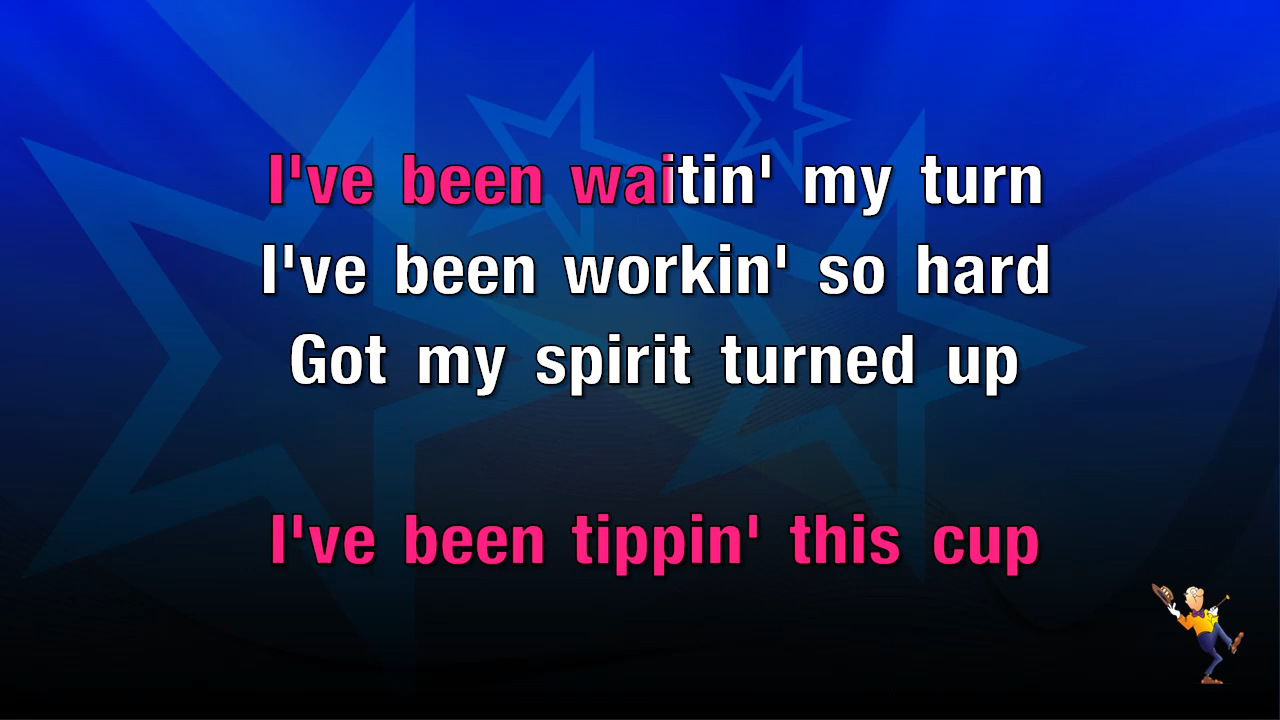 I've been waitin' my turn
I've been workin' so hard
Got my spirit turned up
I've been tippin' this cup